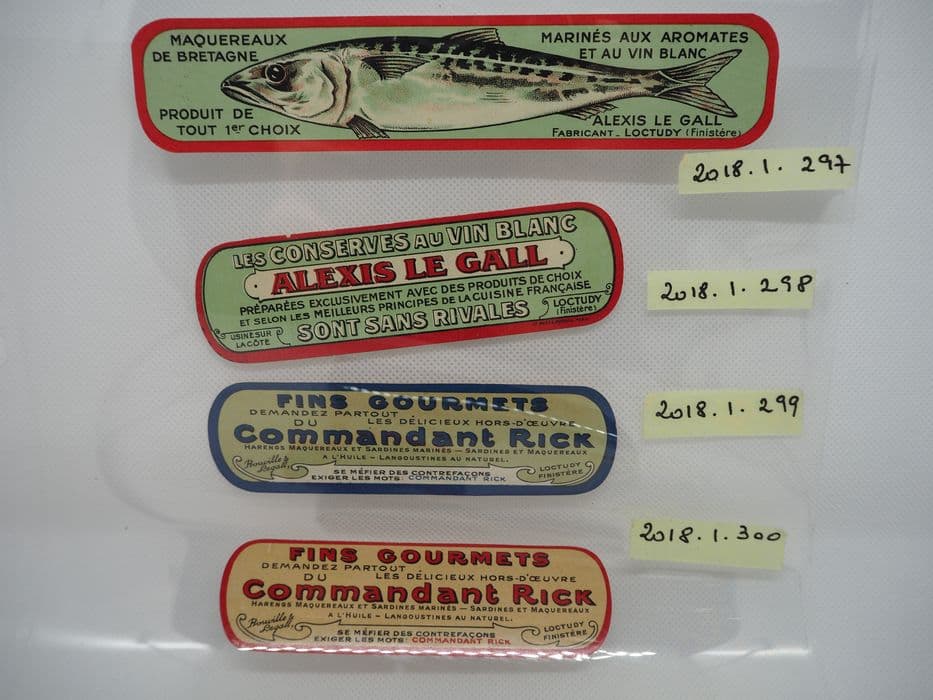 MAQUEREAUX
DE BRETAGNE
MARINÉS AUX AROMATES
ET AU VIN BLANC
PRODUIT DE
TOUT 1er CHOIX
ALEXIS LE GALL
FABRICANT_ LOCTUDY (Finistére)
2018.1.297
LES CONSERVES AU VIN BLANC
ALEXIS LE GALL
PRÉPARÉES EXCLUSIVEMENT AVEC DES PRODUITS DE CHOIX
ET SELON LES MEILLEURS PRINCIPES DE LA CUISINE FRANÇAISE
SONT SANS RIVALES
USINE SUR
LA CÔTE
LOCTUDY
(Finistére)
2018.1.298
FINS GOURMETS
DEMANDEZ PARTOUT
DU LES DÉLICIEUX HORS-D'ŒUVRE
Commandant RICK
HARENGS MAQUEREAUX ET SARDINES MARINÉS — SARDINES ET MAQUEREAUX
A L'HUILE – LANGOUSTINES AU NATUREL.
SE MÉFIER DES CONTREFAÇONS
EXIGER LES MOTS: COMMANDANT RICK
LOCTUDY
FINISTÈRE
2018.1.299
FINS GOURMETS
DEMANDEZ PARTOUT
DU LES DÉLICIEUX HORS-D'ŒUVRE
Commandant RICK
HARENGS MAQUEREAUX ET SARDINES MARINÉS — SARDINES ET MAQUEREAUX
A L'HUILE – LANGOUSTINES AU NATUREL.
SE MÉFIER DES CONTREFAÇONS
EXIGER LES MOTS: COMMANDANT RICK
LOCTUDY
FINISTÈRE
2018.1.300